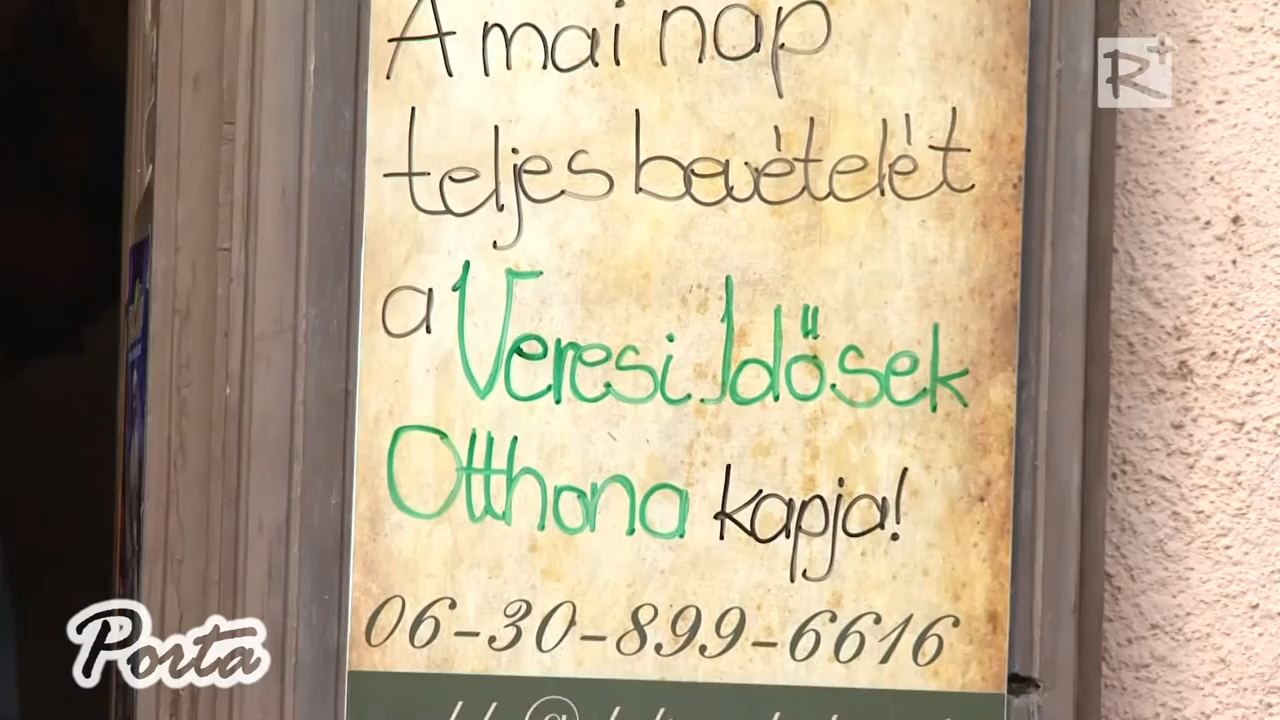 A mai nap
teljes bevételét
a Veresi Idősek
Otthona kapja!
06-30-899-6616
R+
Porta